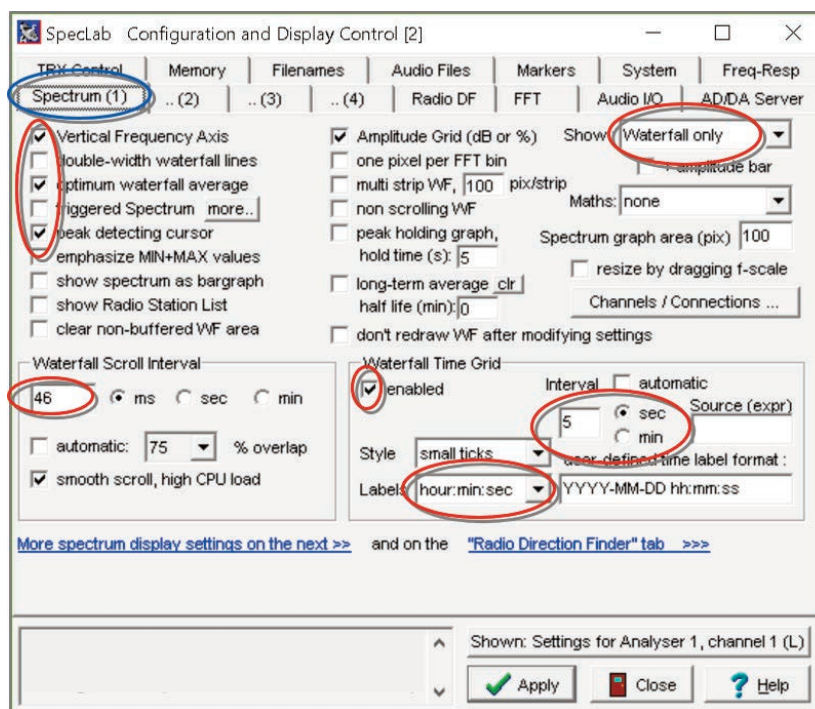 SpecLab Configuration and Display Control [2]
TRX Control Memory Filenames Audio Files Markers System Freq-Resp
Spectrum (1) .. (2) .. (3) .. (4) Radio DF FFT Audio I/O AD/DA Server
Vertical Frequency Axis
double-width waterfall lines
optimum waterfall average
triggered Spectrum more..
peak detecting cursor
emphasize MIN+MAX values
show spectrum as bargraph
show Radio Station List
clear non-buffered WF area
Amplitude Grid (dB or %)
one pixel per FFT bin
multi strip WF, 100 pix/strip
non scrolling WF
peak holding graph,
hold time (s): 5
long-term average clr
half life (min): 0
don't redraw WF after modifying settings
Show: Waterfall only
+ amplitude bar
Maths: none
Spectrum graph area (pix) 100
resize by dragging f-scale
Channels / Connections ...
Waterfall Scroll Interval
46 ms sec min
automatic: 75 % overlap
smooth scroll, high CPU load
Waterfall Time Grid
enabled Interval automatic
5 sec Source (expr)
min
Style small ticks user-defined time label format :
Labels hour:min:sec YYYY-MM-DD hh:mm:ss
More spectrum display settings on the next >> and on the "Radio Direction Finder" tab >>>
Shown: Settings for Analyser 1, channel 1 (L)
Apply Close Help